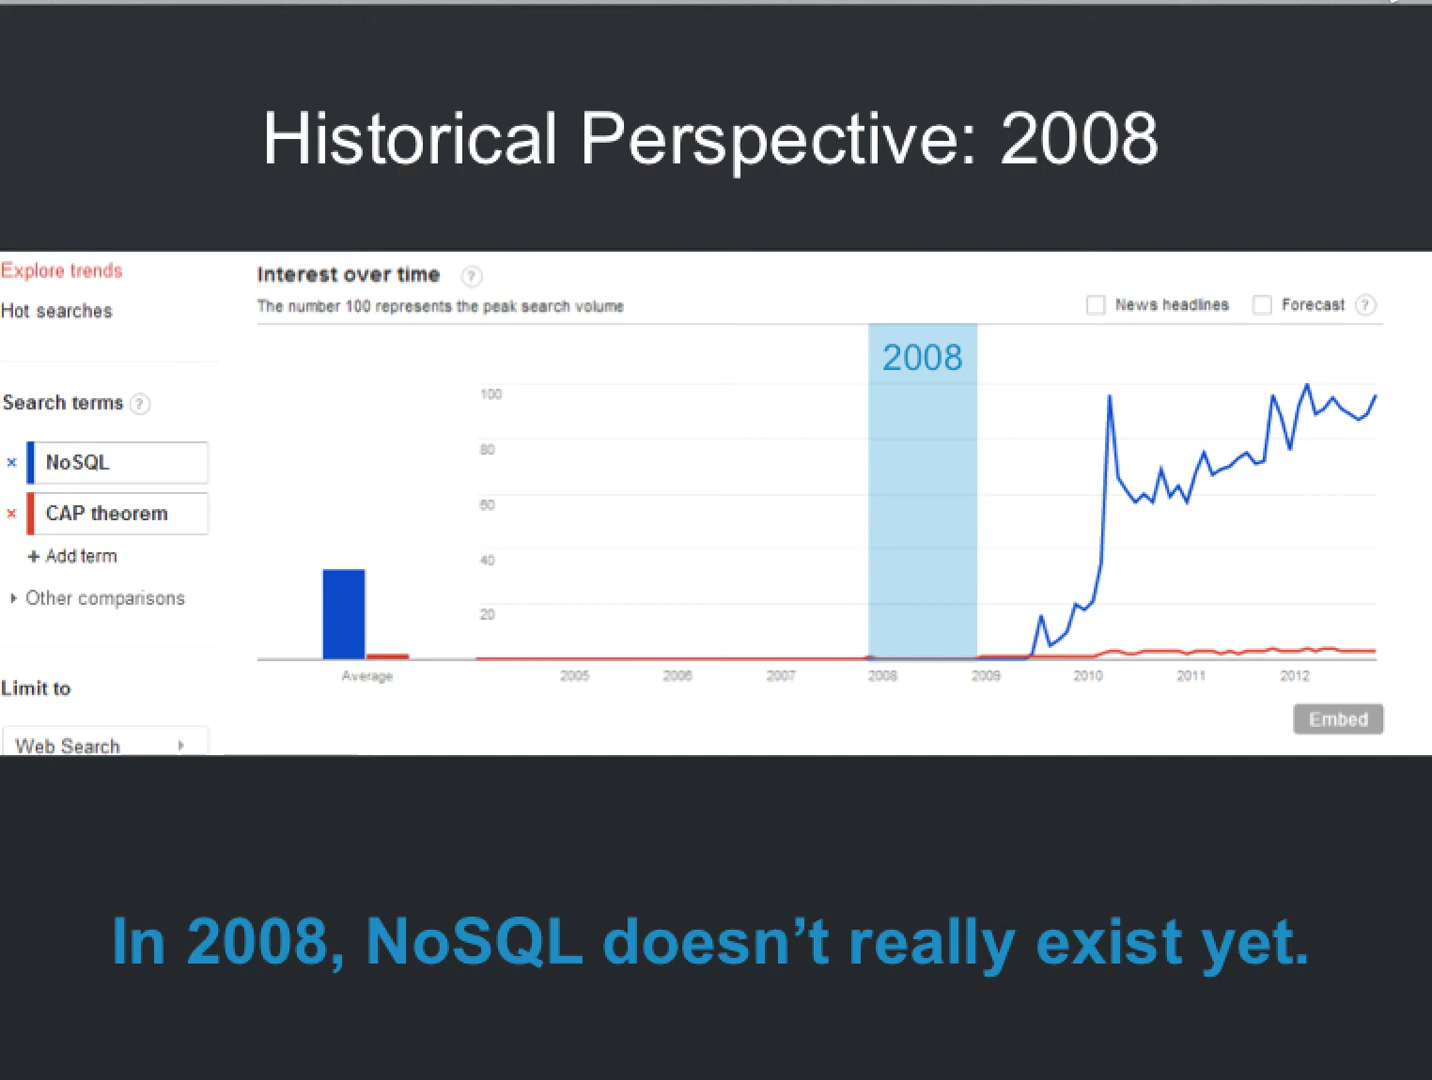 Historical Perspective: 2008
Explore trends
Hot searches
Search terms ?
× NoSQL
× CAP theorem
+ Add term
Other comparisons
Limit to
Web Search
Interest over time ?
The number 100 represents the peak search volume
News headlines
Forecast ?
2008
100
80
60
40
20
Average
2005 2006 2007 2008 2009 2010 2011 2012
Embed
In 2008, NoSQL doesn’t really exist yet.